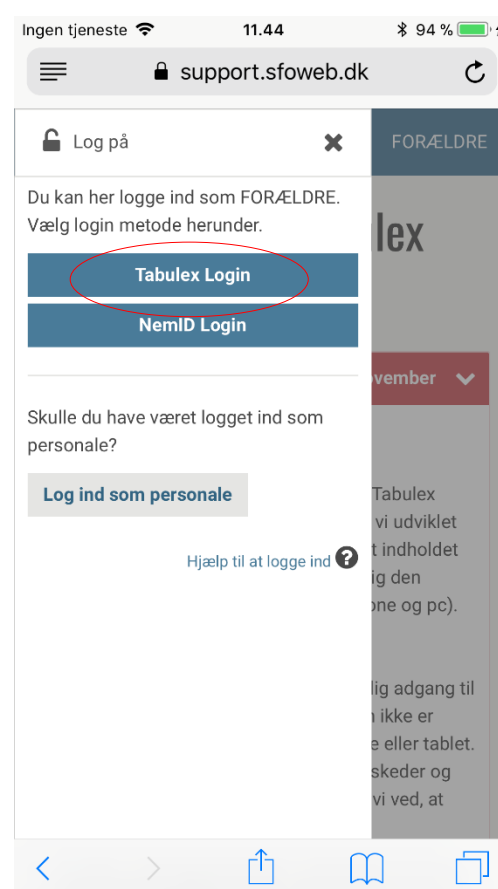 Ingen tjeneste 11.44 94 %
support.sfoweb.dk
Log på
FORÆLDRE
Du kan her logge ind som FORÆLDRE.
Vælg login metode herunder.
lex
Tabulex Login
NemID Login
vember
Skulle du have været logget ind som
personale?
Log ind som personale
Tabulex
vi udviklet
Hjælp til at logge ind ?
t indholdet
ig den
one og pc).
lig adgang til
ikke er
e eller tablet.
skeder og
vi ved, at